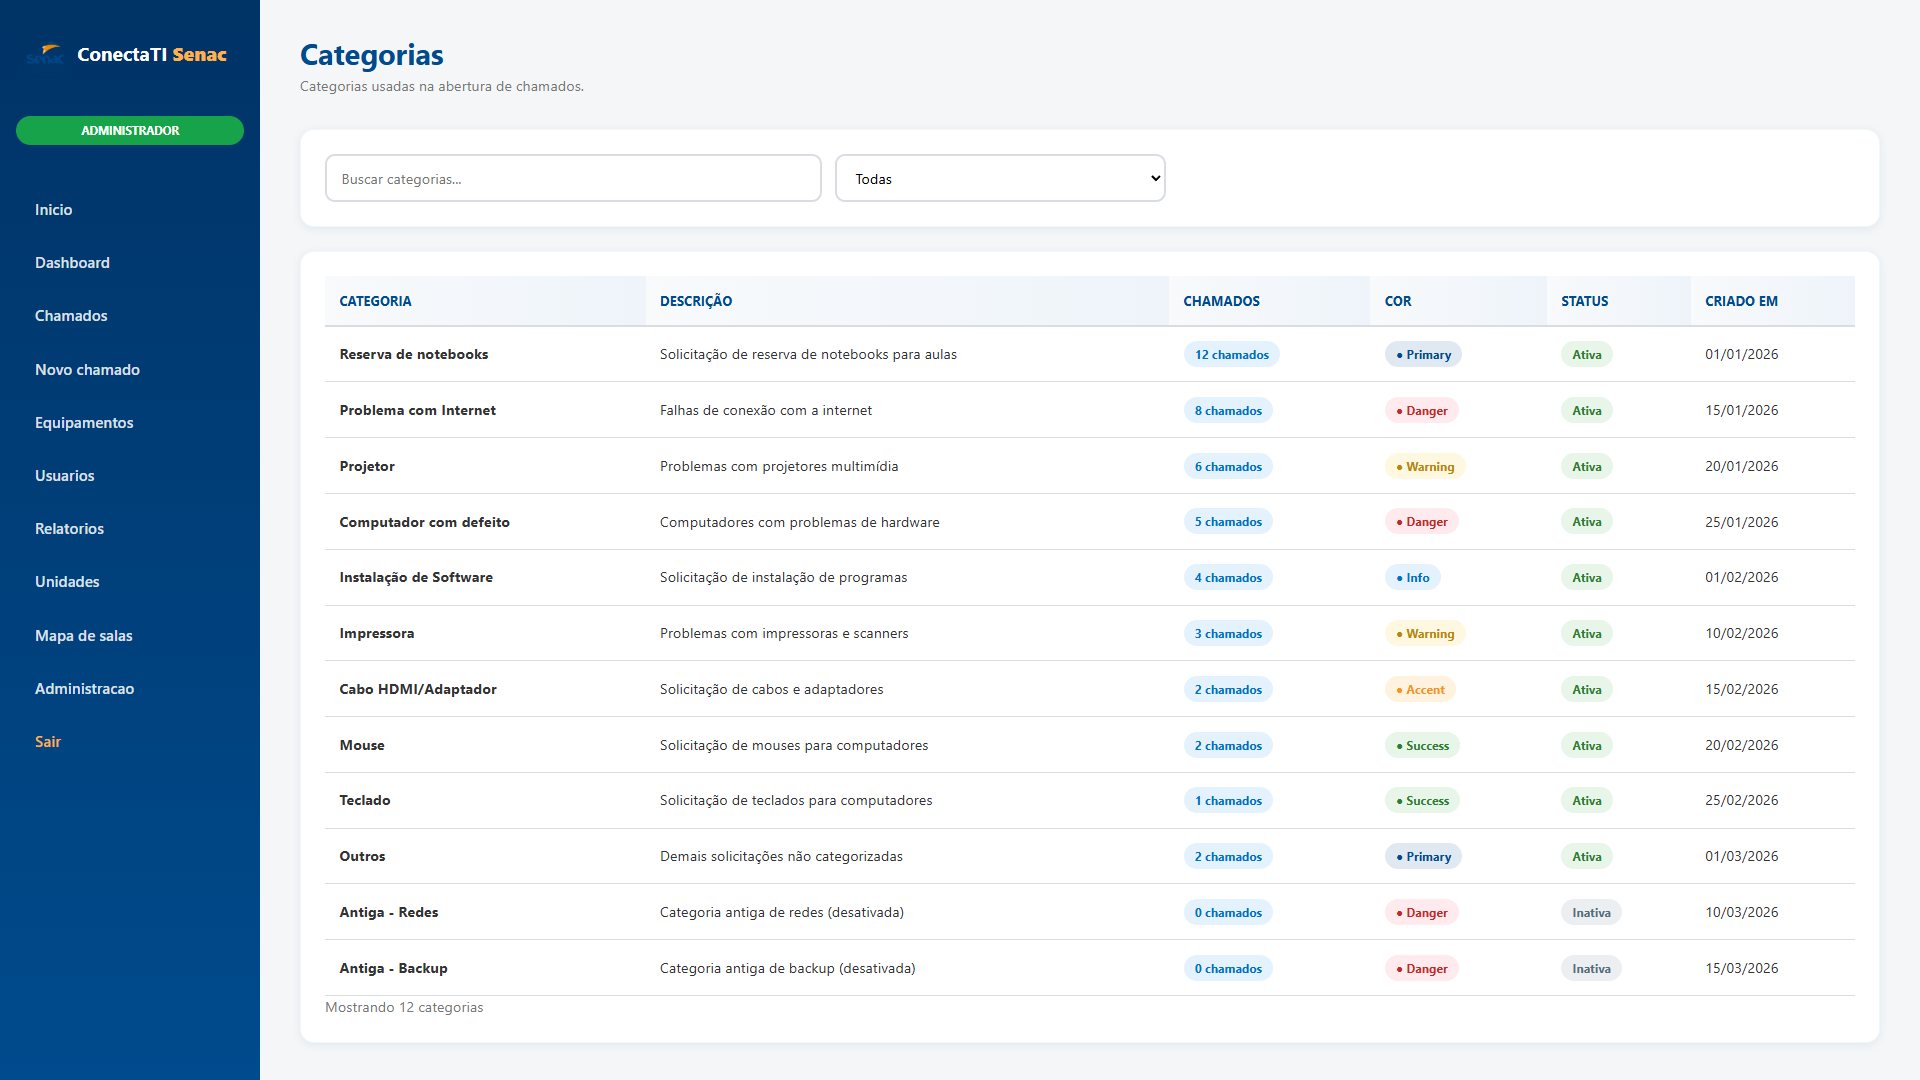 Senac ConectaTI Senac
ADMINISTRADOR
Inicio
Dashboard
Chamados
Novo chamado
Equipamentos
Usuarios
Relatorios
Unidades
Mapa de salas
Administracao
Sair
Categorias
Categorias usadas na abertura de chamados.
Buscar categorias...
Todas
CATEGORIA DESCRIÇÃO CHAMADOS COR STATUS CRIADO EM
Reserva de notebooks Solicitação de reserva de notebooks para aulas 12 chamados • Primary Ativa 01/01/2026
Problema com Internet Falhas de conexão com a internet 8 chamados • Danger Ativa 15/01/2026
Projetor Problemas com projetores multimídia 6 chamados • Warning Ativa 20/01/2026
Computador com defeito Computadores com problemas de hardware 5 chamados • Danger Ativa 25/01/2026
Instalação de Software Solicitação de instalação de programas 4 chamados • Info Ativa 01/02/2026
Impressora Problemas com impressoras e scanners 3 chamados • Warning Ativa 10/02/2026
Cabo HDMI/Adaptador Solicitação de cabos e adaptadores 2 chamados • Accent Ativa 15/02/2026
Mouse Solicitação de mouses para computadores 2 chamados • Success Ativa 20/02/2026
Teclado Solicitação de teclados para computadores 1 chamados • Success Ativa 25/02/2026
Outros Demais solicitações não categorizadas 2 chamados • Primary Ativa 01/03/2026
Antiga - Redes Categoria antiga de redes (desativada) 0 chamados • Danger Inativa 10/03/2026
Antiga - Backup Categoria antiga de backup (desativada) 0 chamados • Danger Inativa 15/03/2026
Mostrando 12 categorias